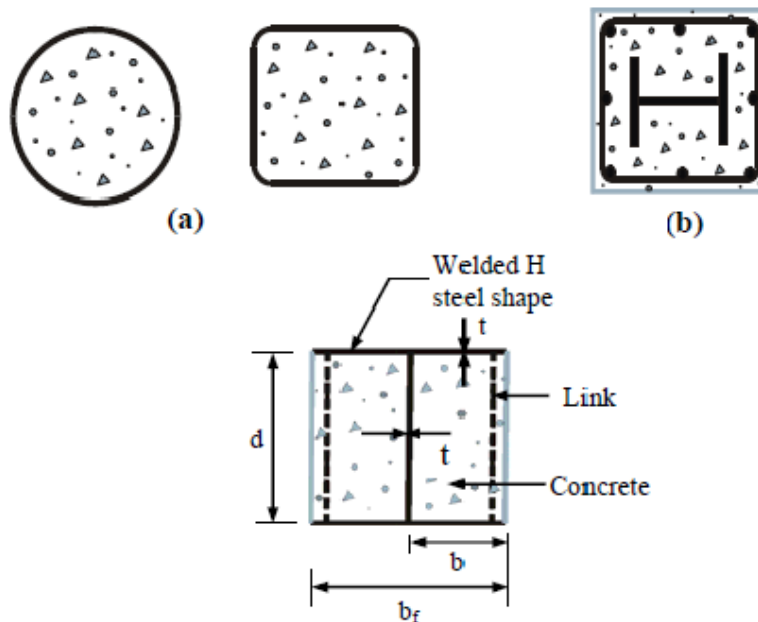 (a)
(b)
Welded H
steel shape
t
Link
d
t
Concrete
b
bf